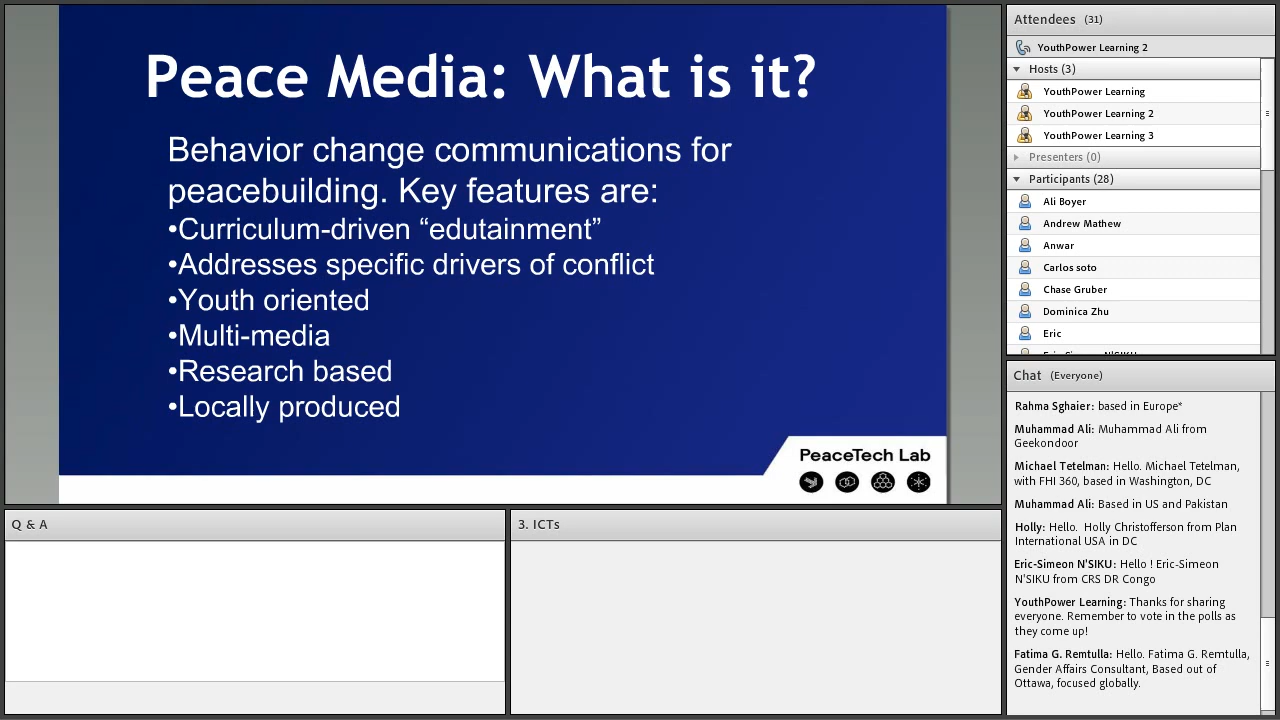 Peace Media: What is it?
Behavior change communications for
peacebuilding. Key features are:
•Curriculum-driven “edutainment”
•Addresses specific drivers of conflict
•Youth oriented
•Multi-media
•Research based
•Locally produced
PeaceTech Lab
Q & A
3. ICTs
Attendees (31)
YouthPower Learning 2
Hosts (3)
YouthPower Learning
YouthPower Learning 2
YouthPower Learning 3
Presenters (0)
Participants (28)
Ali Boyer
Andrew Mathew
Anwar
Carlos soto
Chase Gruber
Dominica Zhu
Eric
Eric-Simeon N'SIKU
Chat (Everyone)
Rahma Sghaier: based in Europe*
Muhammad Ali: Muhammad Ali from
Geekondoor
Michael Tetelman: Hello. Michael Tetelman,
with FHI 360, based in Washington, DC
Muhammad Ali: Based in US and Pakistan
Holly: Hello. Holly Christofferson from Plan
International USA in DC
Eric-Simeon N'SIKU: Hello ! Eric-Simeon
N'SIKU from CRS DR Congo
YouthPower Learning: Thanks for sharing
everyone. Remember to vote in the polls as
they come up!
Fatima G. Remtulla: Hello. Fatima G. Remtulla,
Gender Affairs Consultant, Based out of
Ottawa, focused globally.